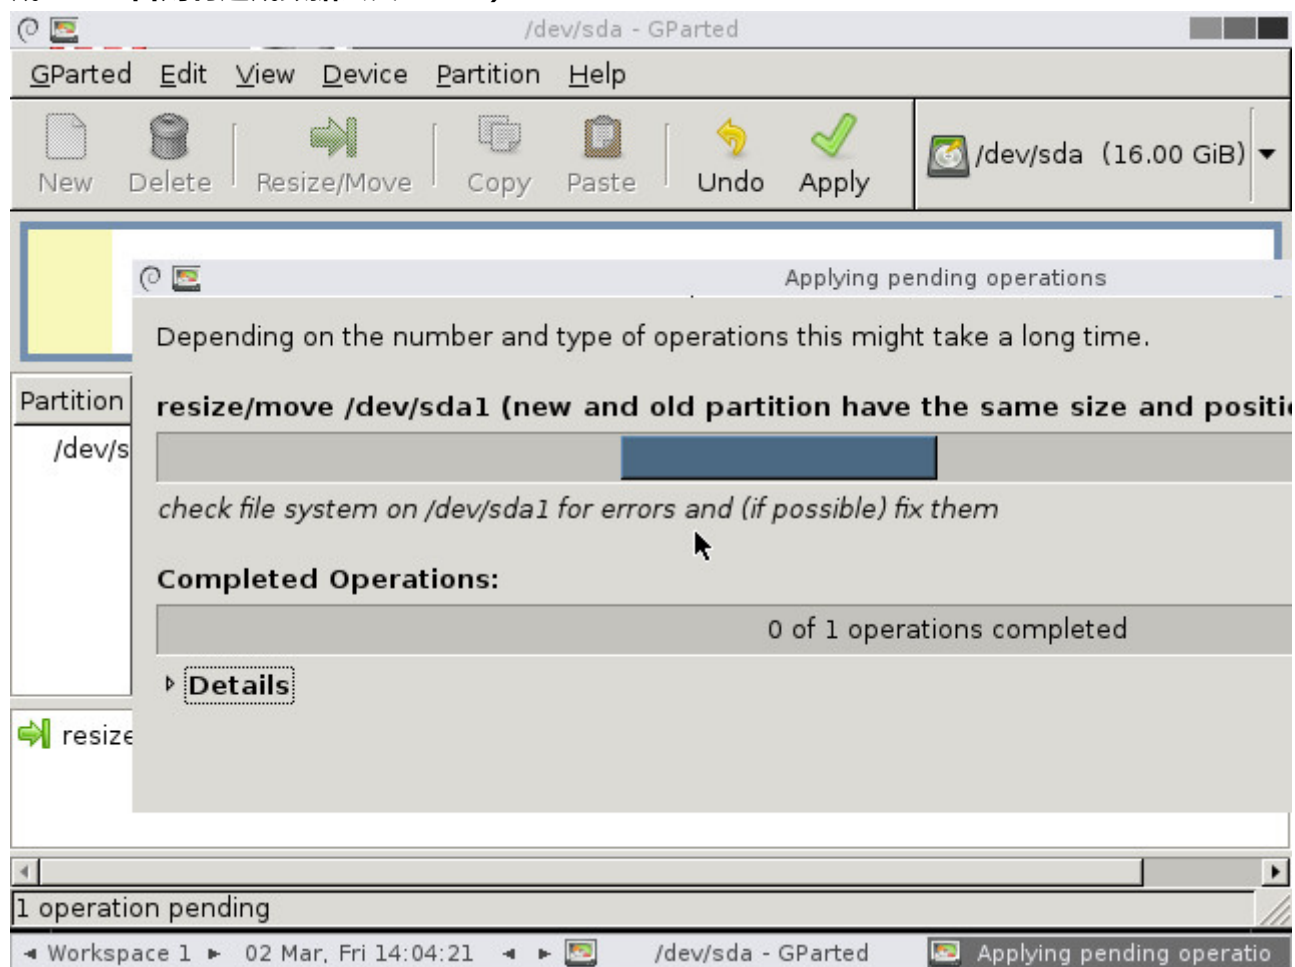 /dev/sda - GParted
GParted Edit View Device Partition Help
New Delete Resize/Move Copy Paste Undo Apply /dev/sda (16.00 GiB)
Applying pending operations
Depending on the number and type of operations this might take a long time.
Partition
resize/move /dev/sda1 (new and old partition have the same size and positi
/dev/s
check file system on /dev/sda1 for errors and (if possible) fix them
Completed Operations:
0 of 1 operations completed
Details
resize
1 operation pending
Workspace 1 02 Mar, Fri 14:04:21 /dev/sda - GParted Applying pending operatio